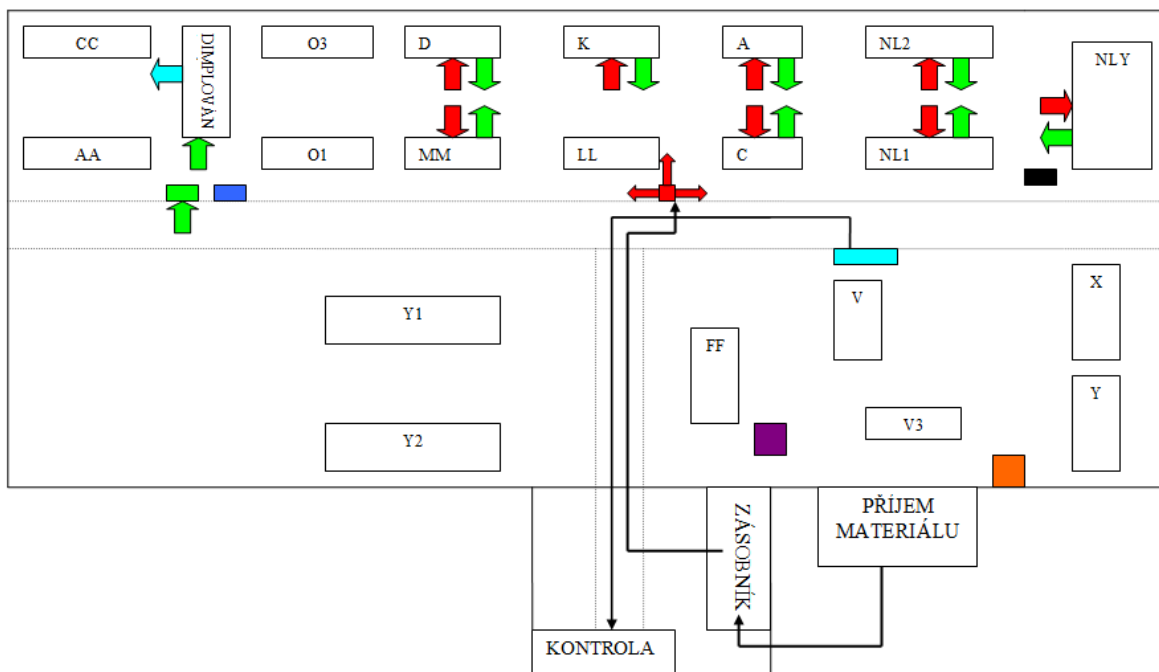 CC
DIMPLOVÁN
O3
D
K
A
NL2
NLY
AA
O1
MM
LL
C
NL1
Y1
V
X
FF
Y
Y2
V3
ZÁSOBNÍK
PŘÍJEM
MATERIÁLU
KONTROLA